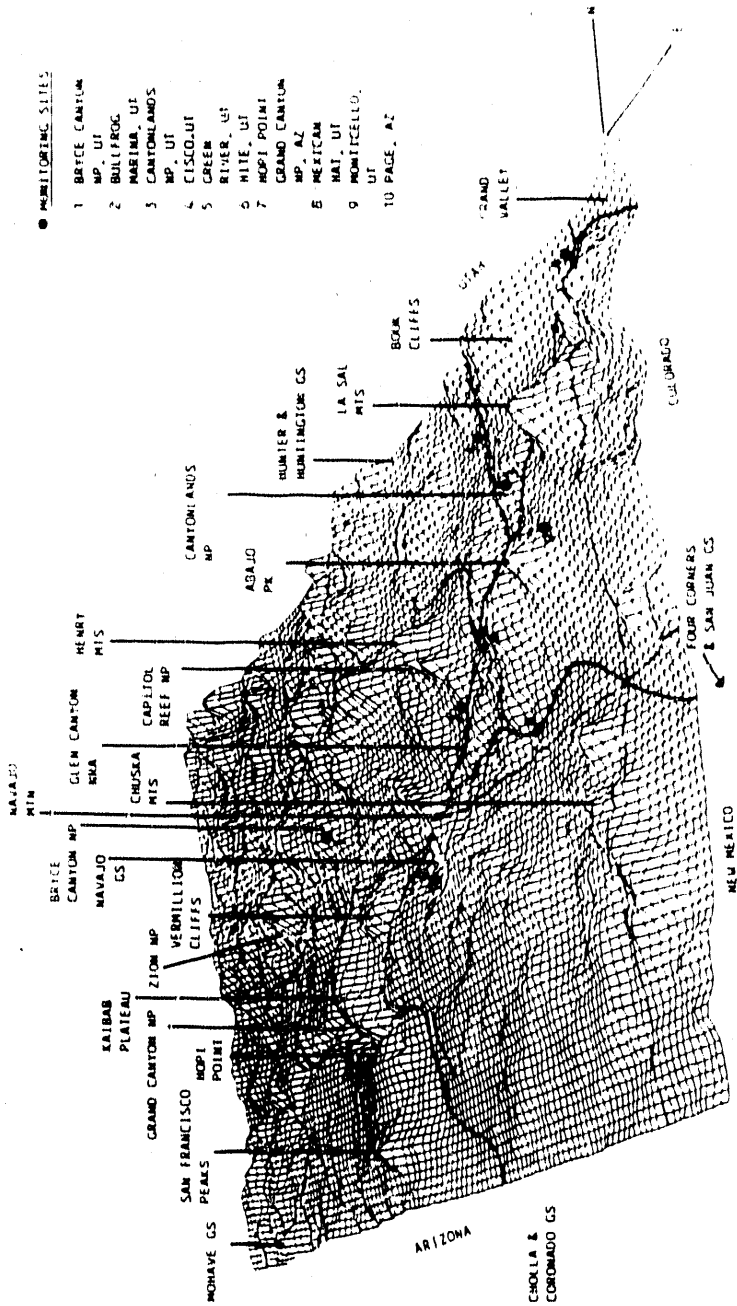 ● MONITORING SITES
1 BRYCE CANYON
NP, UT
2 BULLFROG
MARINA, UT
3 CANYONLANDS
NP, UT
4 CISCO, UT
5 GREEN
RIVER, UT
6 HITE, UT
7 HOPI POINT
GRAND CANYON
NP, AZ
8 MEXICAN
HAT, UT
9 MONTICELLO,
UT
10 PAGE, AZ
N
E
GRAND
VALLEY
UTAH
BOOK
CLIFFS
COLORADO
LA SAL
MTS
HUNTER &
HUNTINGTON GS
CANYONLANDS
NP
ABAJO
PK
HENRY
MTS
CAPITOL
REEF NP
GLEN CANYON
NRA
CHUSKA
MTS
NAVAJO
MTN
BRYCE
CANYON NP
NAVAJO
GS
VERMILLION
CLIFFS
ZION NP
KAIBAB
PLATEAU
GRAND CANYON NP
HOPI
POINT
SAN FRANCISCO
PEAKS
MOHAVE GS
ARIZONA
CHOLLA &
CORONADO GS
NEW MEXICO
FOUR CORNERS
& SAN JUAN GS